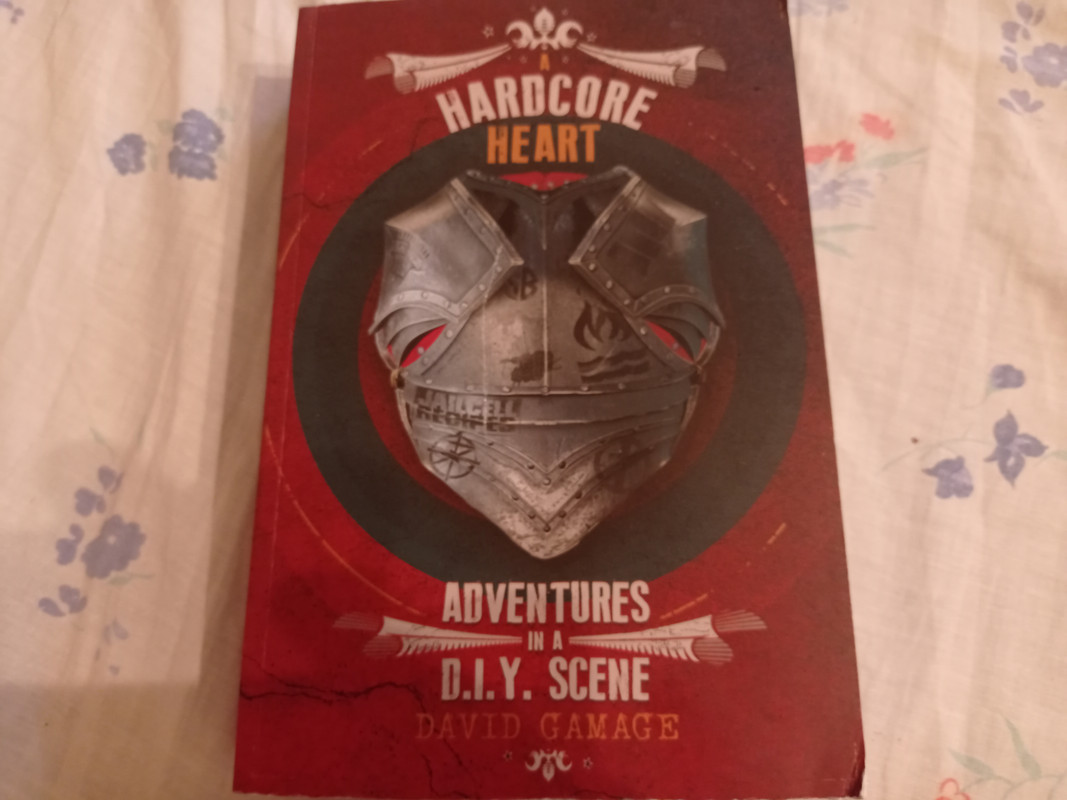 A
HARDCORE
HEART
ADVENTURES
IN A
D.I.Y. SCENE
DAVID GAMAGE